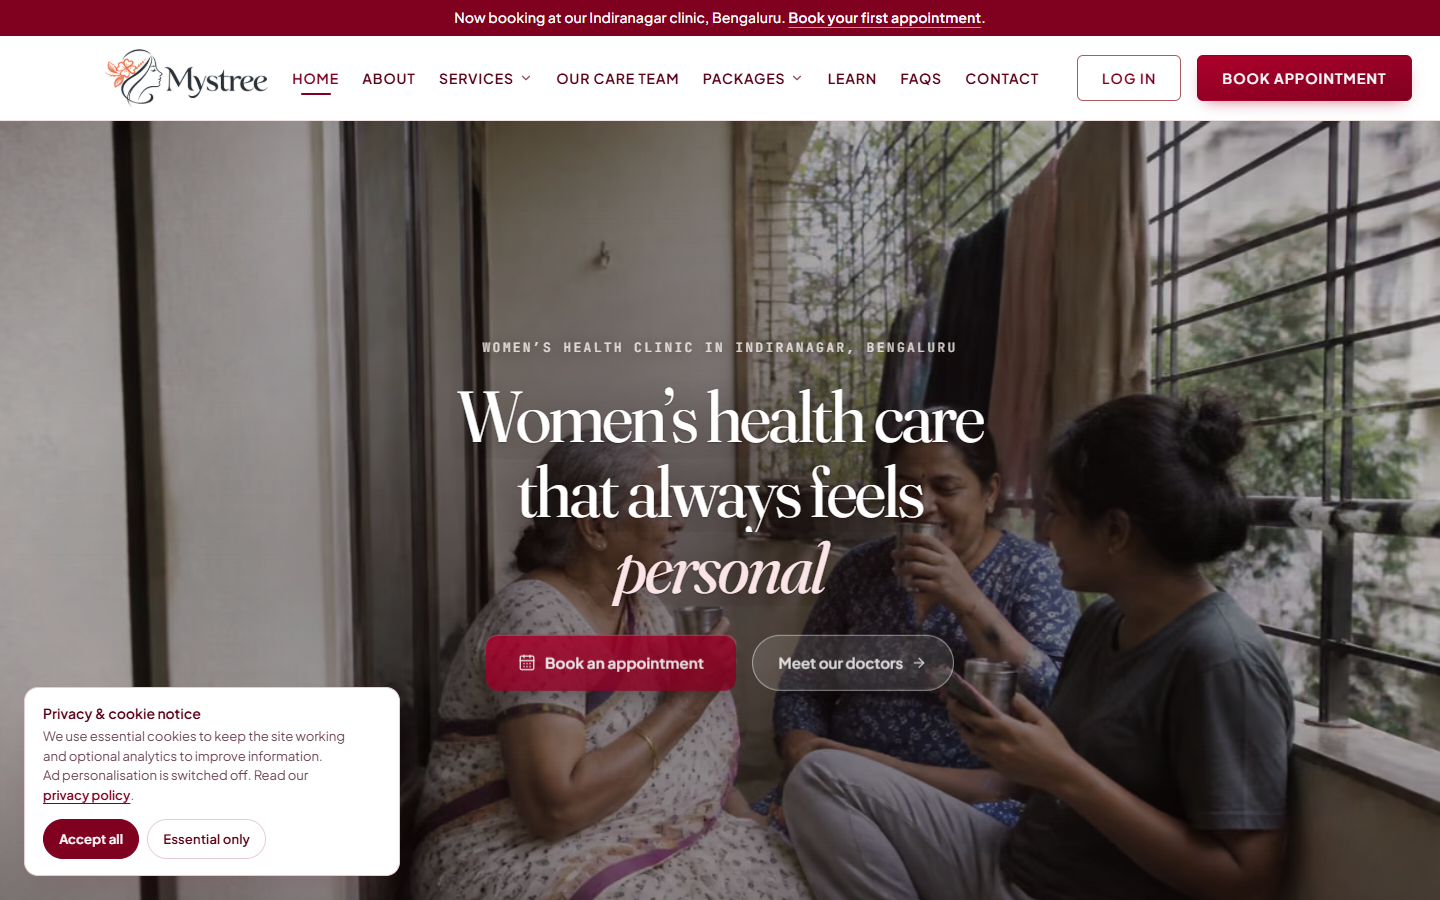 Now booking at our Indiranagar clinic, Bengaluru. Book your first appointment.
Mystree
HOME
ABOUT
SERVICES
OUR CARE TEAM
PACKAGES
LEARN
FAQS
CONTACT
LOG IN
BOOK APPOINTMENT
WOMEN’S HEALTH CLINIC IN INDIRANAGAR, BENGALURU
Women’s health care
that always feels
personal
Book an appointment
Meet our doctors
Privacy & cookie notice
We use essential cookies to keep the site working
and optional analytics to improve information.
Ad personalisation is switched off. Read our
privacy policy.
Accept all
Essential only